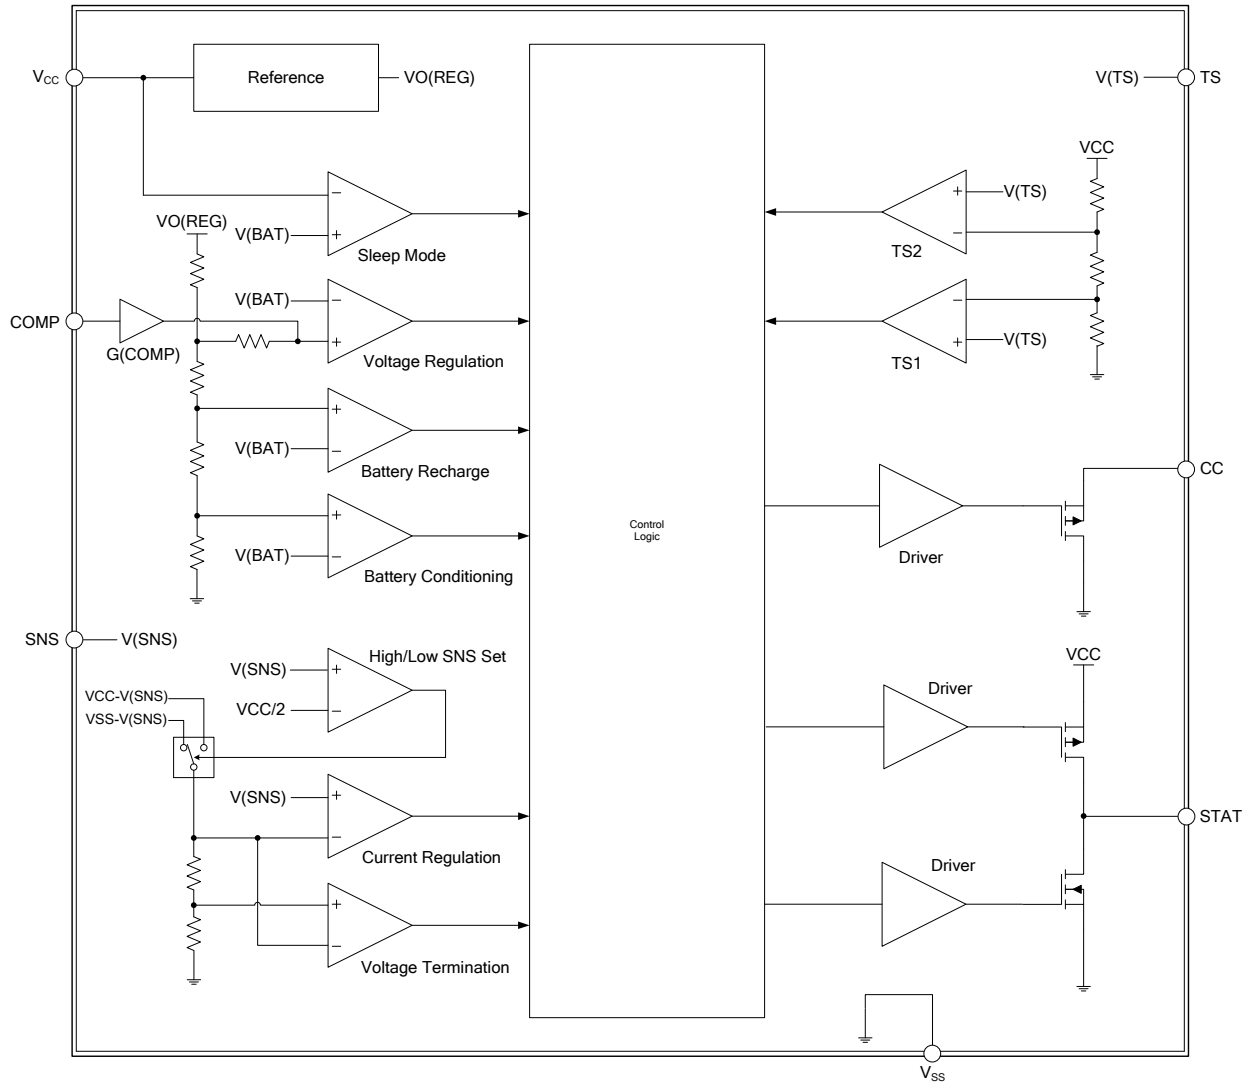 V_CC
Reference
VO(REG)
V(TS)
TS
VCC
−
V(BAT)
+
Sleep Mode
+
V(TS)
−
TS2
VO(REG)
V(BAT)
−
COMP
G(COMP)
+
Voltage Regulation
−
+
V(TS)
TS1
+
V(BAT)
−
Battery Recharge
CC
Driver
+
V(BAT)
−
Battery Conditioning
Control
Logic
SNS
V(SNS)
High/Low SNS Set
V(SNS)
+
VCC/2
−
VCC-V(SNS)
VSS-V(SNS)
VCC
Driver
V(SNS)
+
−
Current Regulation
STAT
Driver
+
−
Voltage Termination
V_SS